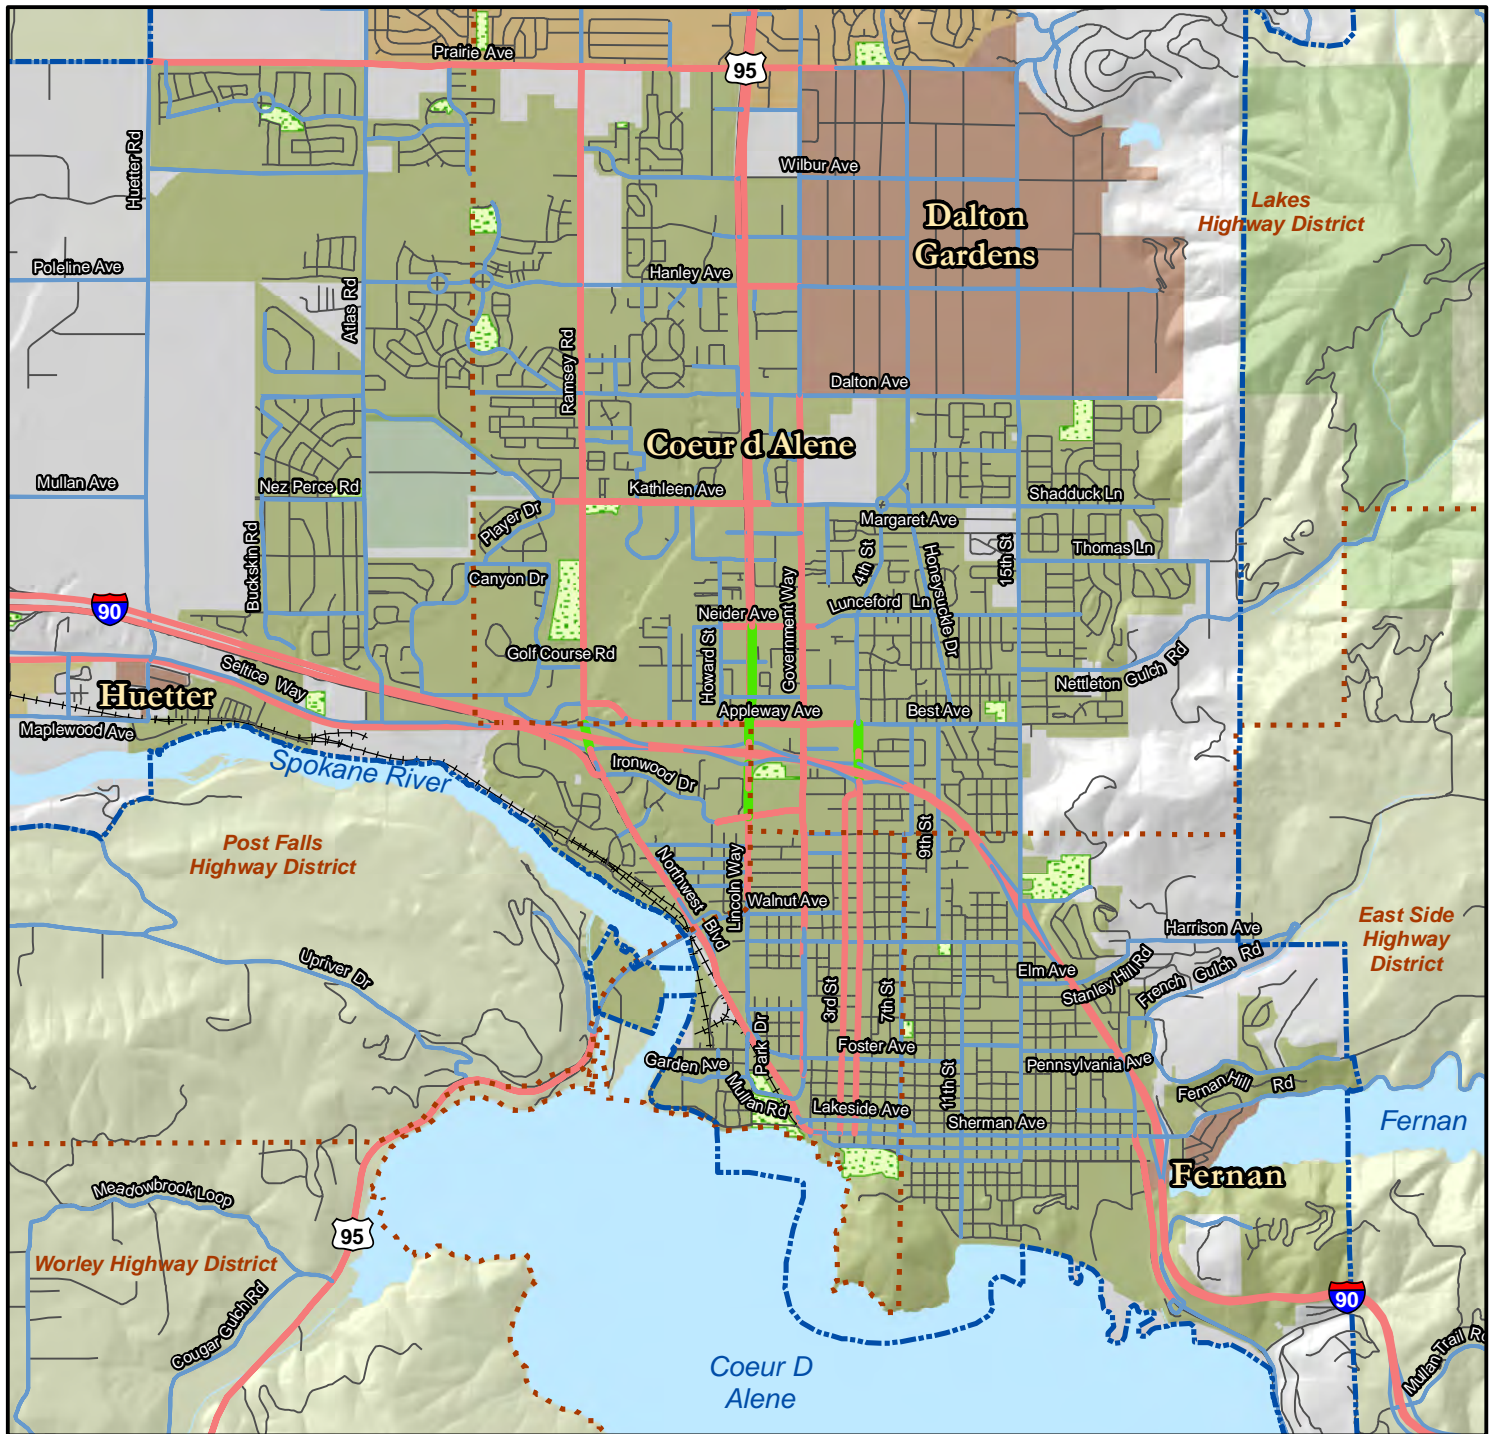 Prairie Ave
95
Huetter Rd
Wilbur Ave
Dalton
Gardens
Lakes
Highway District
Poleline Ave
Hanley Ave
Atlas Rd
Ramsey Rd
Dalton Ave
Coeur d Alene
Mullan Ave
Nez Perce Rd
Kathleen Ave
Shadduck Ln
Player Dr
Margaret Ave
Buckskin Rd
4th St
Honeysuckle Dr
15th St
Thomas Ln
Canyon Dr
90
Government Way
Lunceford Ln
Neider Ave
Golf Course Rd
Howard St
Nettleton Gulch Rd
Seltice Way
Huetter
Appleway Ave
Best Ave
Maplewood Ave
Spokane River
Ironwood Dr
Post Falls
Highway District
9th St
Northwest Blvd
Lincoln Way
Walnut Ave
East Side
Highway
District
Harrison Ave
Upriver Dr
Elm Ave
Stanley Hill Rd
French Gulch Rd
3rd St
7th St
Park Dr
Foster Ave
Garden Ave
Pennsylvania Ave
11th St
Fernan Hill Rd
Mullan Rd
Lakeside Ave
Sherman Ave
Fernan
Fernan
Meadowbrook Loop
95
Worley Highway District
Cougar Gulch Rd
90
Coeur D
Alene
Mullan Trail Rd